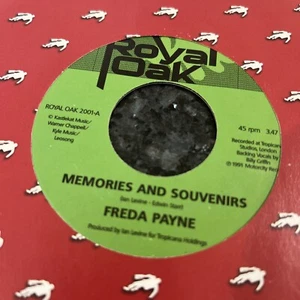 Royal
Oak
ROYAL OAK 2001-A
45 rpm 3.47
© Kadlekat Music/
Warner Chappell/
Kyle Music/
Leosong
Recorded at Tropicana
Studios, London
Backing Vocals by
Billy Griffin
℗ 1991 Motorcity Rec
MEMORIES AND SOUVENIRS
(Ian Levine - Edwin Starr)
FREDA PAYNE
Produced by Ian Levine for Tropicana Holdings